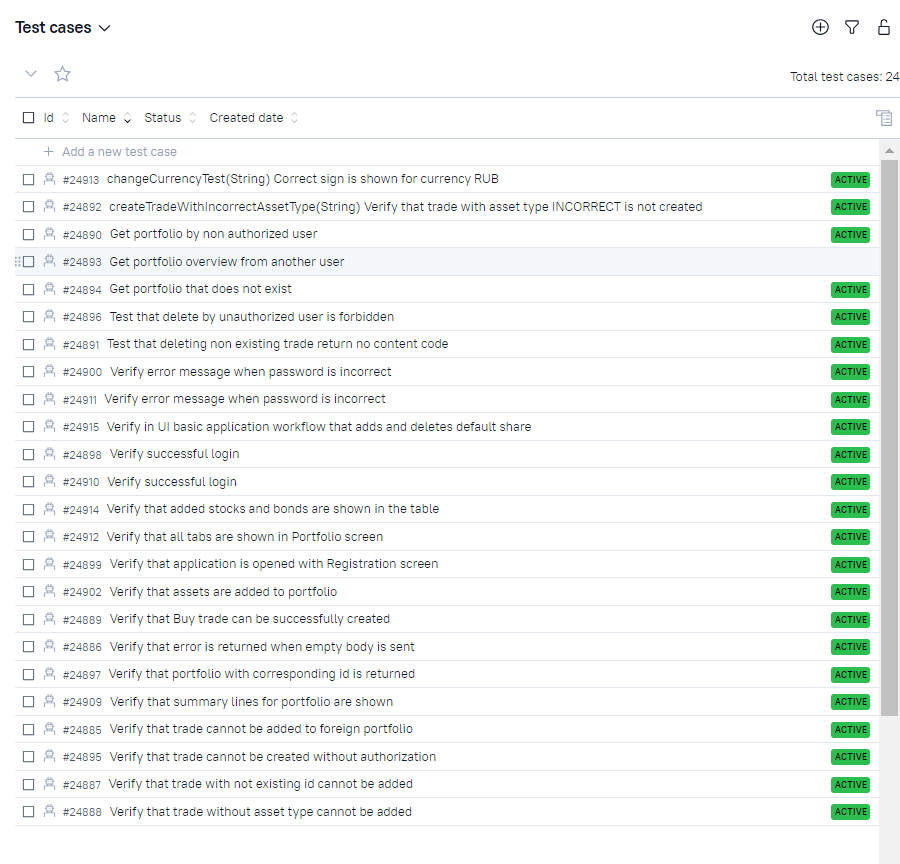 Test cases
Total test cases: 24
Id Name Status Created date
+ Add a new test case
#24913 changeCurrencyTest(String) Correct sign is shown for currency RUB ACTIVE
#24892 createTradeWithIncorrectAssetType(String) Verify that trade with asset type INCORRECT is not created ACTIVE
#24890 Get portfolio by non authorized user ACTIVE
#24893 Get portfolio overview from another user
#24894 Get portfolio that does not exist ACTIVE
#24896 Test that delete by unauthorized user is forbidden ACTIVE
#24891 Test that deleting non existing trade return no content code ACTIVE
#24900 Verify error message when password is incorrect ACTIVE
#24911 Verify error message when password is incorrect ACTIVE
#24915 Verify in UI basic application workflow that adds and deletes default share ACTIVE
#24898 Verify successful login ACTIVE
#24910 Verify successful login ACTIVE
#24914 Verify that added stocks and bonds are shown in the table ACTIVE
#24912 Verify that all tabs are shown in Portfolio screen ACTIVE
#24899 Verify that application is opened with Registration screen ACTIVE
#24902 Verify that assets are added to portfolio ACTIVE
#24889 Verify that Buy trade can be successfully created ACTIVE
#24886 Verify that error is returned when empty body is sent ACTIVE
#24897 Verify that portfolio with corresponding id is returned ACTIVE
#24909 Verify that summary lines for portfolio are shown ACTIVE
#24885 Verify that trade cannot be added to foreign portfolio ACTIVE
#24895 Verify that trade cannot be created without authorization ACTIVE
#24887 Verify that trade with not existing id cannot be added ACTIVE
#24888 Verify that trade without asset type cannot be added ACTIVE